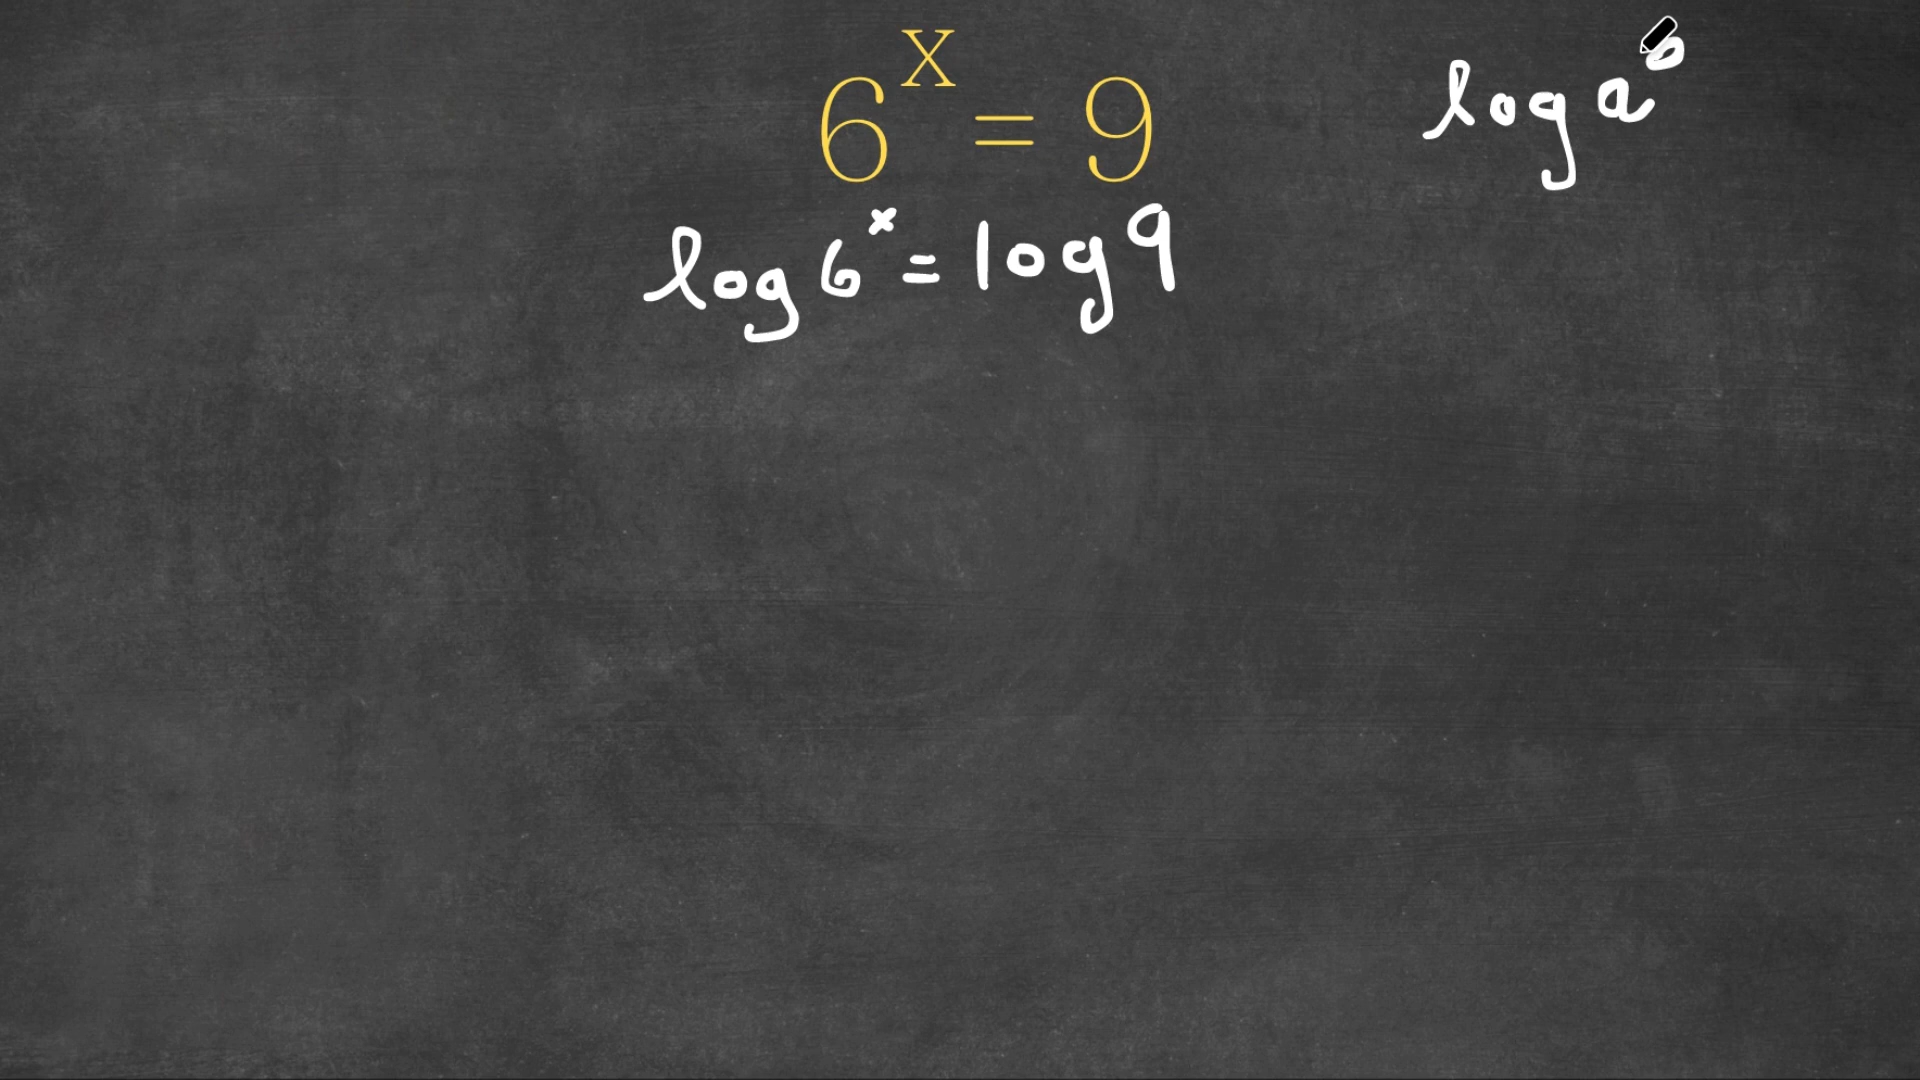 6^x = 9
log a^b
log 6^x = log 9